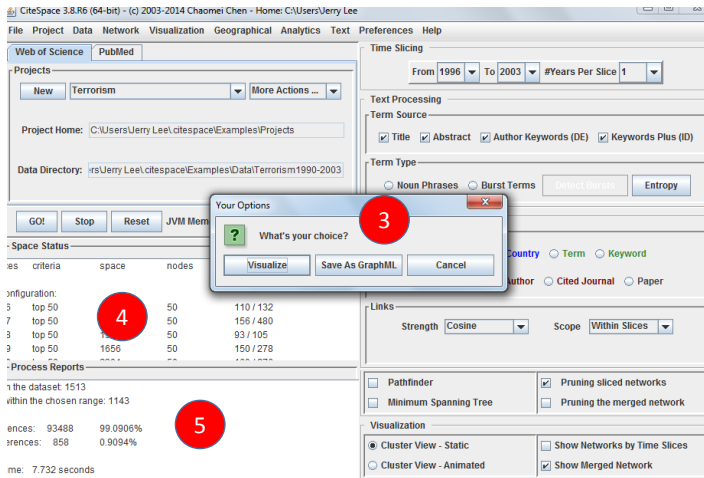 CiteSpace 3.8.R6 (64-bit) - (c) 2003-2014 Chaomei Chen - Home: C:\Users\Jerry Lee
File Project Data Network Visualization Geographical Analytics Text Preferences Help
Web of Science PubMed
Projects
New Terrorism More Actions ...
Project Home: C:\Users\Jerry Lee\.citespace\Examples\Projects
Data Directory: ers\Jerry Lee\.citespace\Examples\Data\Terrorism1990-2003
GO! Stop Reset JVM Mem
Space Status
criteria space nodes
onfiguration:
top 50 50 110 / 132
top 50 50 156 / 480
top 50 50 93 / 105
top 50 1656 50 150 / 278
4
Process Reports
n the dataset: 1513
within the chosen range: 1143
ences: 93488 99.0906%
erences: 858 0.9094%
me: 7.732 seconds
5
Time Slicing
From 1996 To 2003 #Years Per Slice 1
Text Processing
Term Source
Title Abstract Author Keywords (DE) Keywords Plus (ID)
Term Type
Noun Phrases Burst Terms Detect Bursts Entropy
Your Options
3
What's your choice?
Visualize Save As GraphML Cancel
Country Term Keyword
Author Cited Journal Paper
Links
Strength Cosine Scope Within Slices
Pathfinder Pruning sliced networks
Minimum Spanning Tree Pruning the merged network
Visualization
Cluster View - Static Show Networks by Time Slices
Cluster View - Animated Show Merged Network